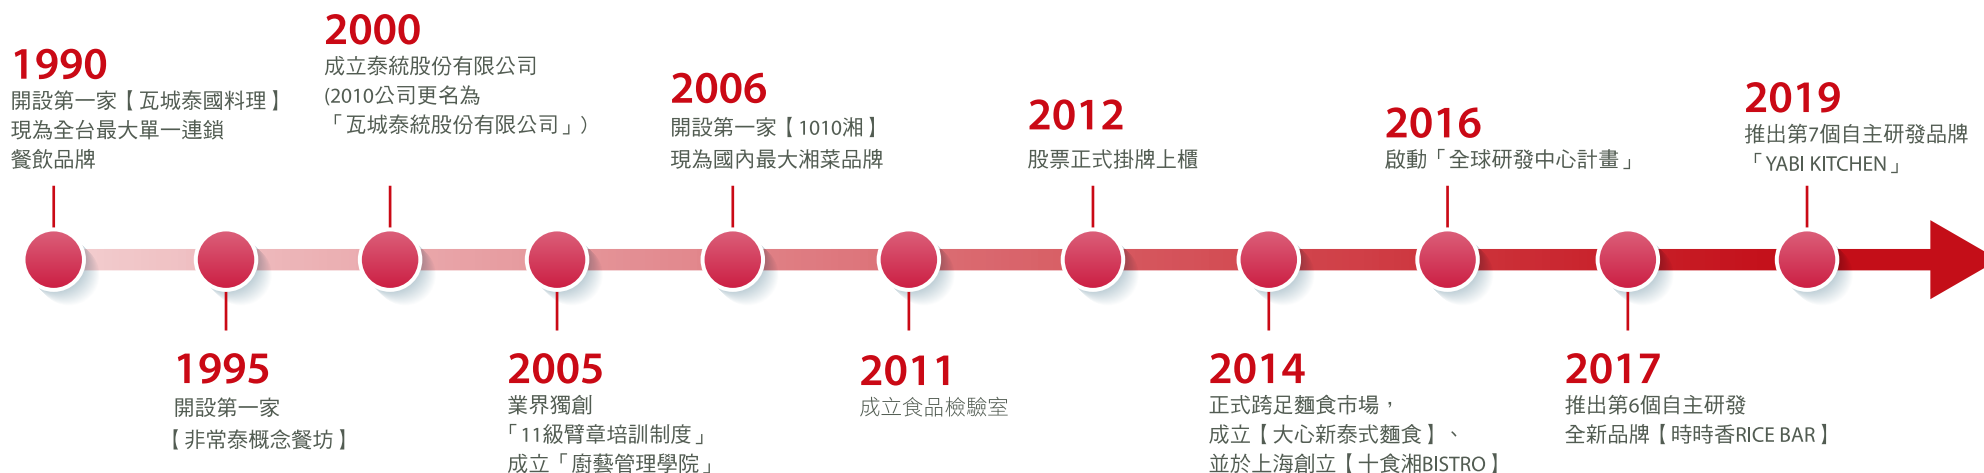 1990
開設第一家【瓦城泰國料理】
現為全台最大單一連鎖
餐飲品牌
1995
開設第一家
【非常泰概念餐坊】
2000
成立泰統股份有限公司
(2010公司更名為
「瓦城泰統股份有限公司」)
2005
業界獨創
「11級臂章培訓制度」
成立「廚藝管理學院」
2006
開設第一家【1010湘】
現為國內最大湘菜品牌
2011
成立食品檢驗室
2012
股票正式掛牌上櫃
2014
正式跨足麵食市場，
成立【大心新泰式麵食】、
並於上海創立【十食湘BISTRO】
2016
啟動「全球研發中心計畫」
2017
推出第6個自主研發
全新品牌【時時香RICE BAR】
2019
推出第7個自主研發品牌
「YABI KITCHEN」